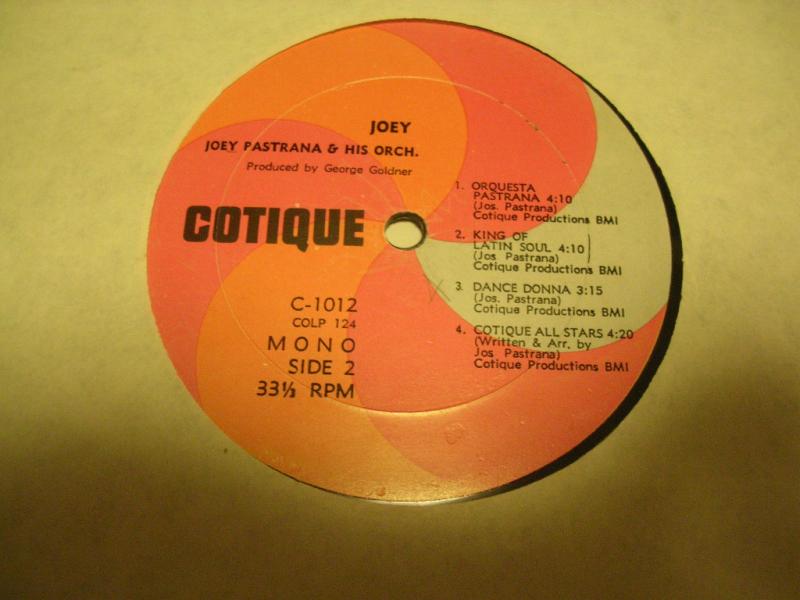 JOEY
JOEY PASTRANA & HIS ORCH.
Produced by George Goldner
COTIQUE
C-1012
COLP 124
MONO
SIDE 2
33⅓ RPM
1. ORQUESTA
PASTRANA 4:10
(Jos. Pastrana)
Cotique Productions BMI
2. KING OF
LATIN SOUL 4:10
(Jos Pastrana)
Cotique Productions BMI
3. DANCE DONNA 3:15
(Jos. Pastrana)
Cotique Productions BMI
4. COTIQUE ALL STARS 4:20
(Written & Arr. by
Jos Pastrana)
Cotique Productions BMI